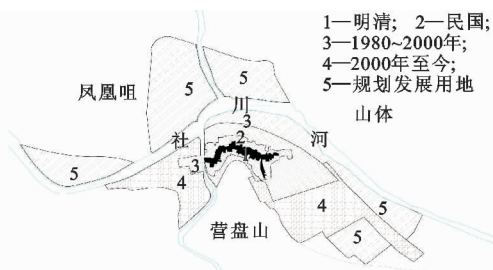 1—明清; 2—民国;
3—1980~2000年;
4—2000年至今;
5—规划发展用地
凤凰咀
5
5
川
山体
3
社
2
河
1
5
3
4
4
5
营盘山
5